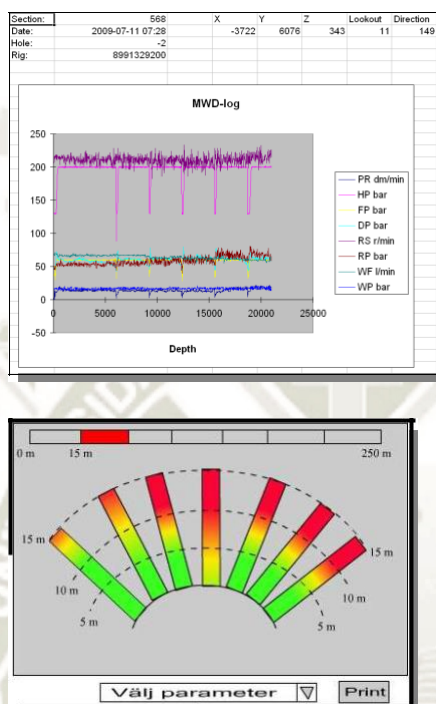 Section: 568 X Y Z Lookout Direction
Date: 2009-07-11 07:28 -3722 6076 343 11 149
Hole: -2
Rig: 8991329200
MWD-log
250
200
150
100
50
0
-50
0 5000 10000 15000 20000 25000
Depth
PR dm/min
HP bar
FP bar
DP bar
RS r/min
RP bar
WF l/min
WP bar
0 m 15 m 250 m
15 m 15 m
10 m 10 m
5 m 5 m
Välj parameter Print